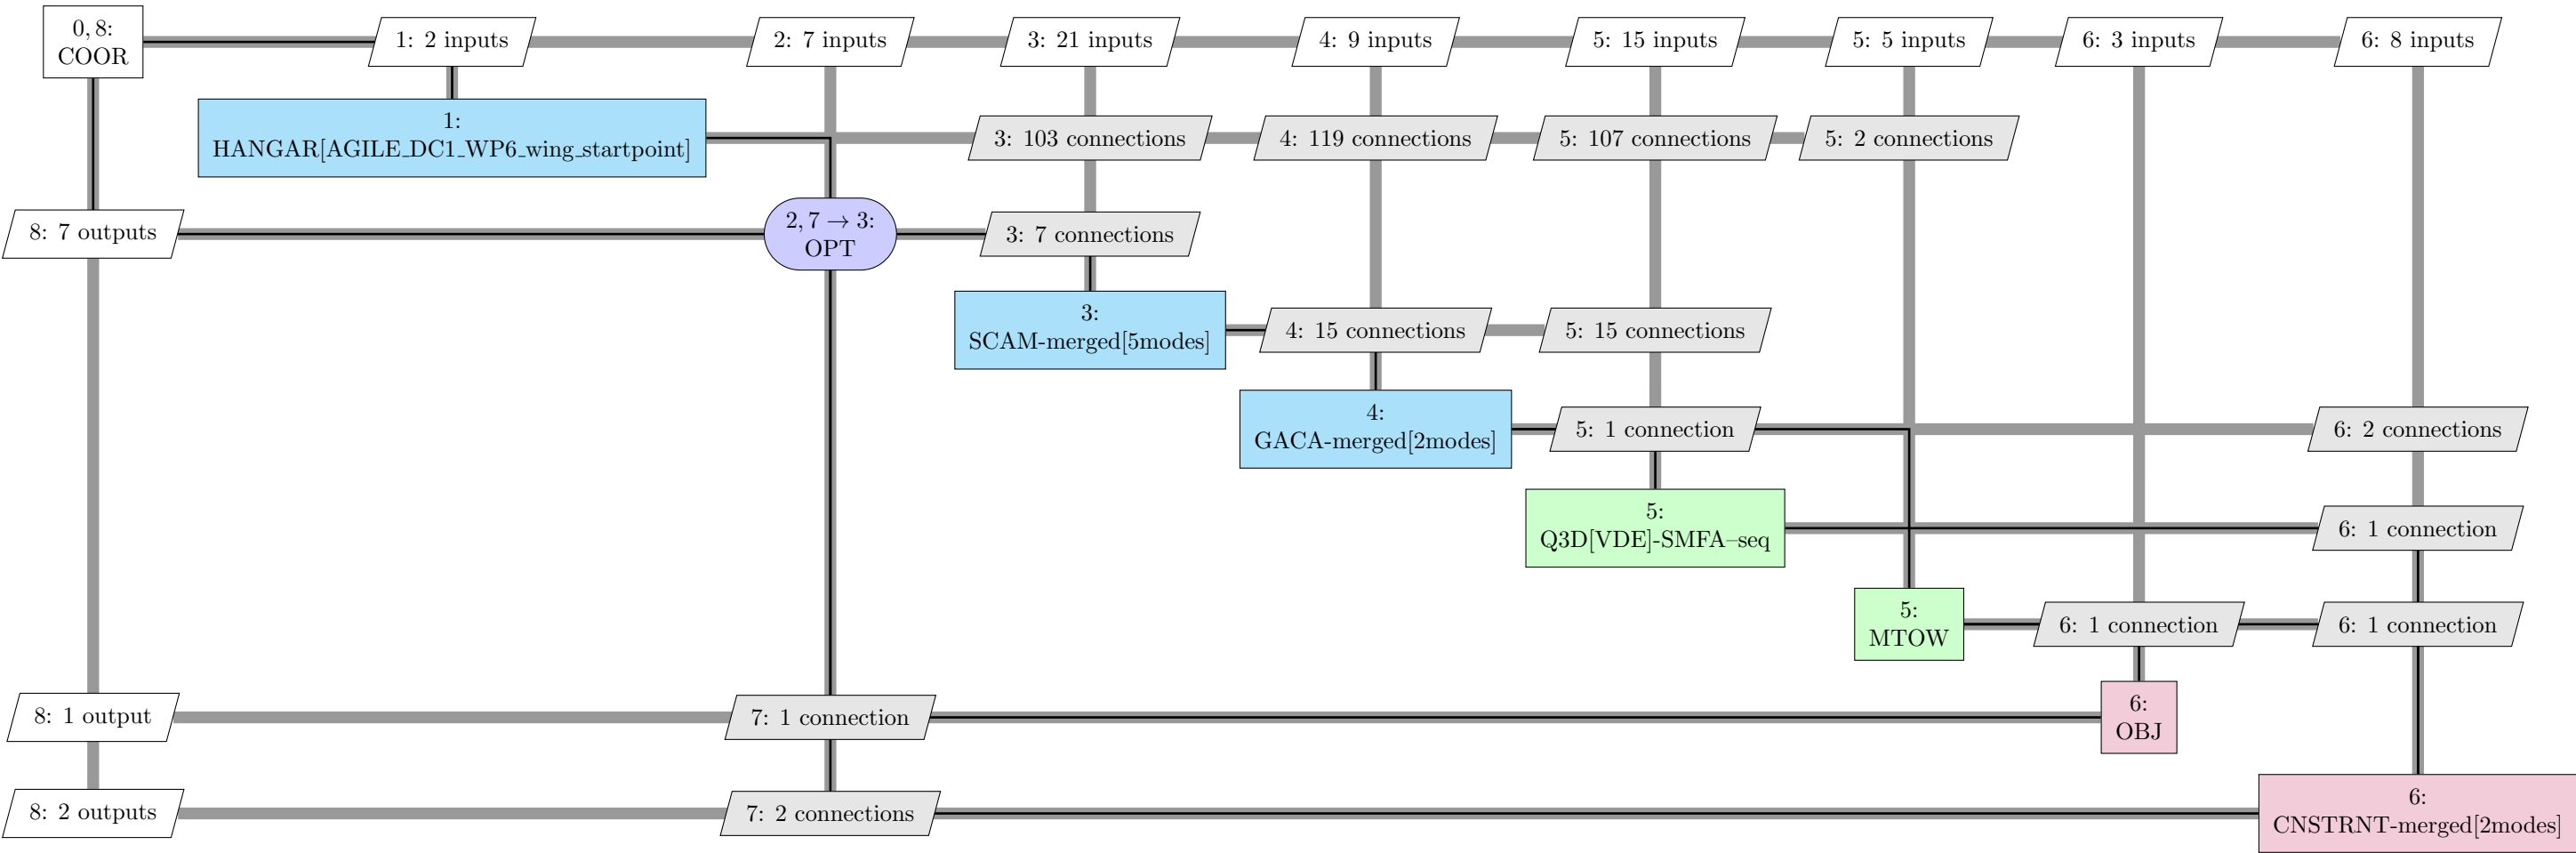 0, 8:
COOR
1: 2 inputs
2: 7 inputs
3: 21 inputs
4: 9 inputs
5: 15 inputs
5: 5 inputs
6: 3 inputs
6: 8 inputs
1:
HANGAR[AGILE_DC1_WP6_wing_startpoint]
3: 103 connections
4: 119 connections
5: 107 connections
5: 2 connections
8: 7 outputs
2, 7 → 3:
OPT
3: 7 connections
3:
SCAM-merged[5modes]
4: 15 connections
5: 15 connections
4:
GACA-merged[2modes]
5: 1 connection
6: 2 connections
5:
Q3D[VDE]-SMFA–seq
6: 1 connection
5:
MTOW
6: 1 connection
6: 1 connection
8: 1 output
7: 1 connection
6:
OBJ
8: 2 outputs
7: 2 connections
6:
CNSTRNT-merged[2modes]